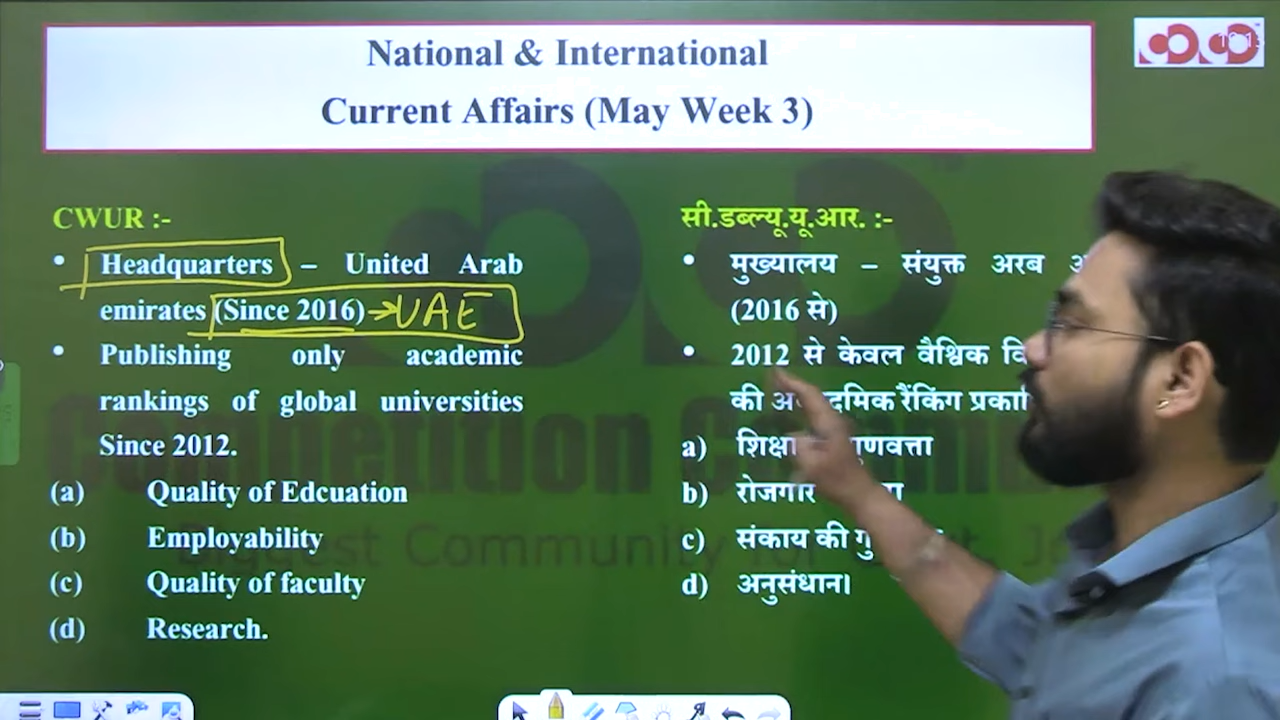 National & International
Current Affairs (May Week 3)
CWUR :-
• Headquarters – United Arab
emirates (Since 2016) → UAE
• Publishing only academic
rankings of global universities
Since 2012.
(a) Quality of Edcuation
(b) Employability
(c) Quality of faculty
(d) Research.
सी.डब्ल्यू.यू.आर. :-
• मुख्यालय – संयुक्त अरब
(2016 से)
• 2012 से केवल वैश्विक
की रैंकिंग
a) शिक्षा
b) रोजगार
c) संकाय की
d) अनुसंधान।